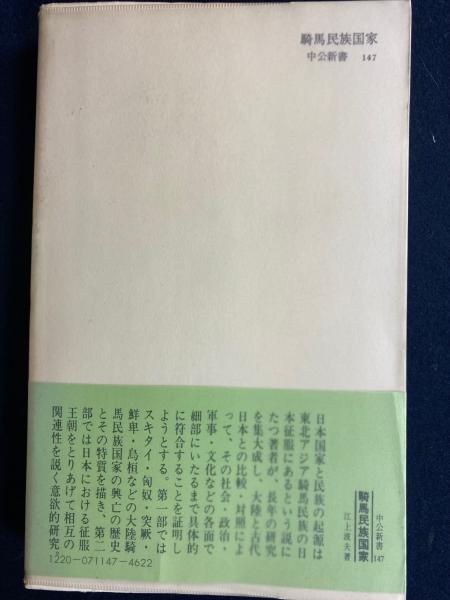 騎馬民族国家
中公新書 147
中公新書 147
騎馬民族国家
江上波夫著
日本国家と民族の起源は
東北アジア騎馬民族の日
本征服にあるという説に
たつ著者が、長年の研究
を集大成し、大陸と古代
日本との比較・対照によ
って、その社会・政治・
軍事・文化などの各面で
細部にいたるまで具体的
に符合することを証明し
ようとする。第一部では
スキタイ・匈奴・突厥・
鮮卑・烏桓などの大陸騎
馬民族国家の興亡の歴史
とその特質を描き、第二
部では日本における征服
王朝をとりあげて相互の
関連性を説く意欲的研究。
1220-071147-4622